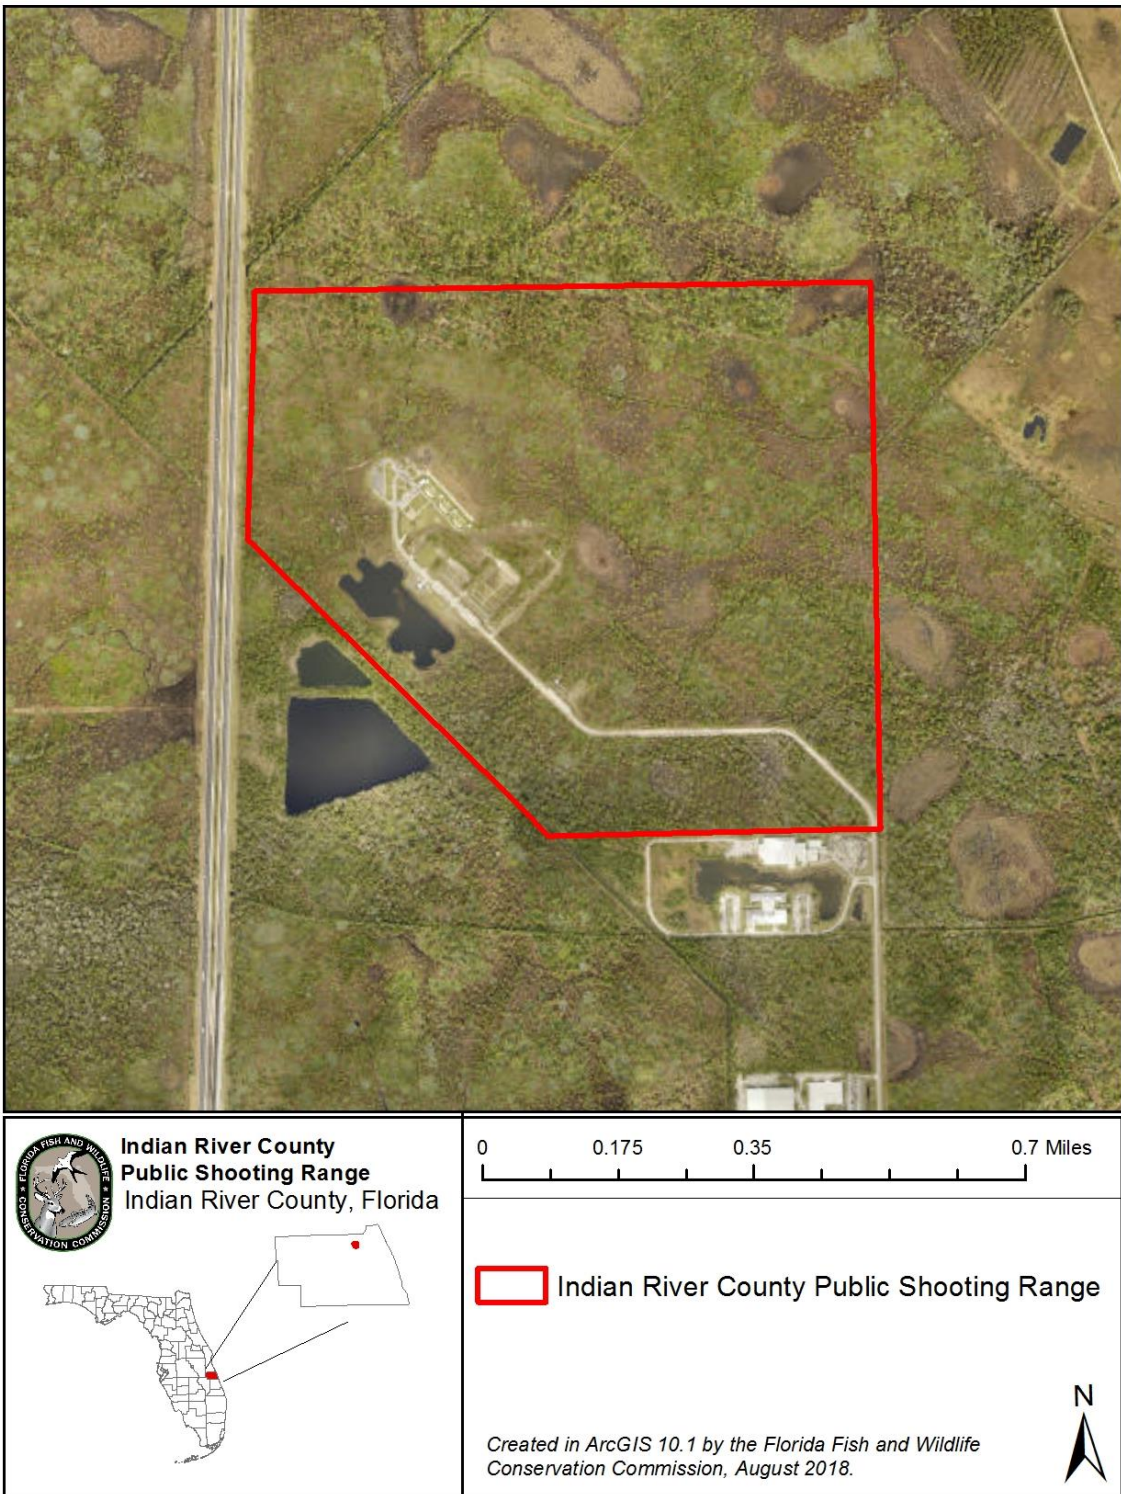 FLORIDA FISH AND WILDLIFE
CONSERVATION COMMISSION
Indian River County
Public Shooting Range
Indian River County, Florida
0 0.175 0.35 0.7 Miles
Indian River County Public Shooting Range
N
Created in ArcGIS 10.1 by the Florida Fish and Wildlife
Conservation Commission, August 2018.